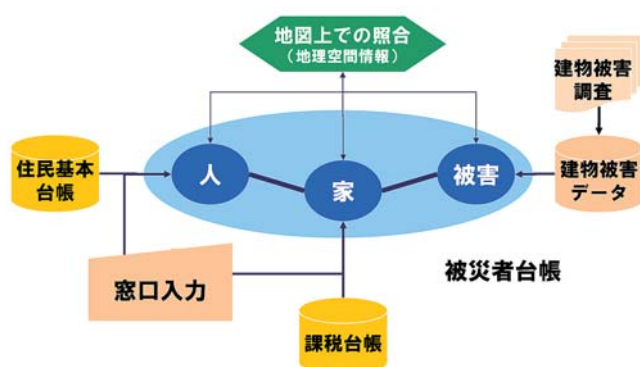 地図上での照合
（地理空間情報）
建物被害
調査
住民基本
台帳
人
家
被害
建物被害
データ
窓口入力
被災者台帳
課税台帳